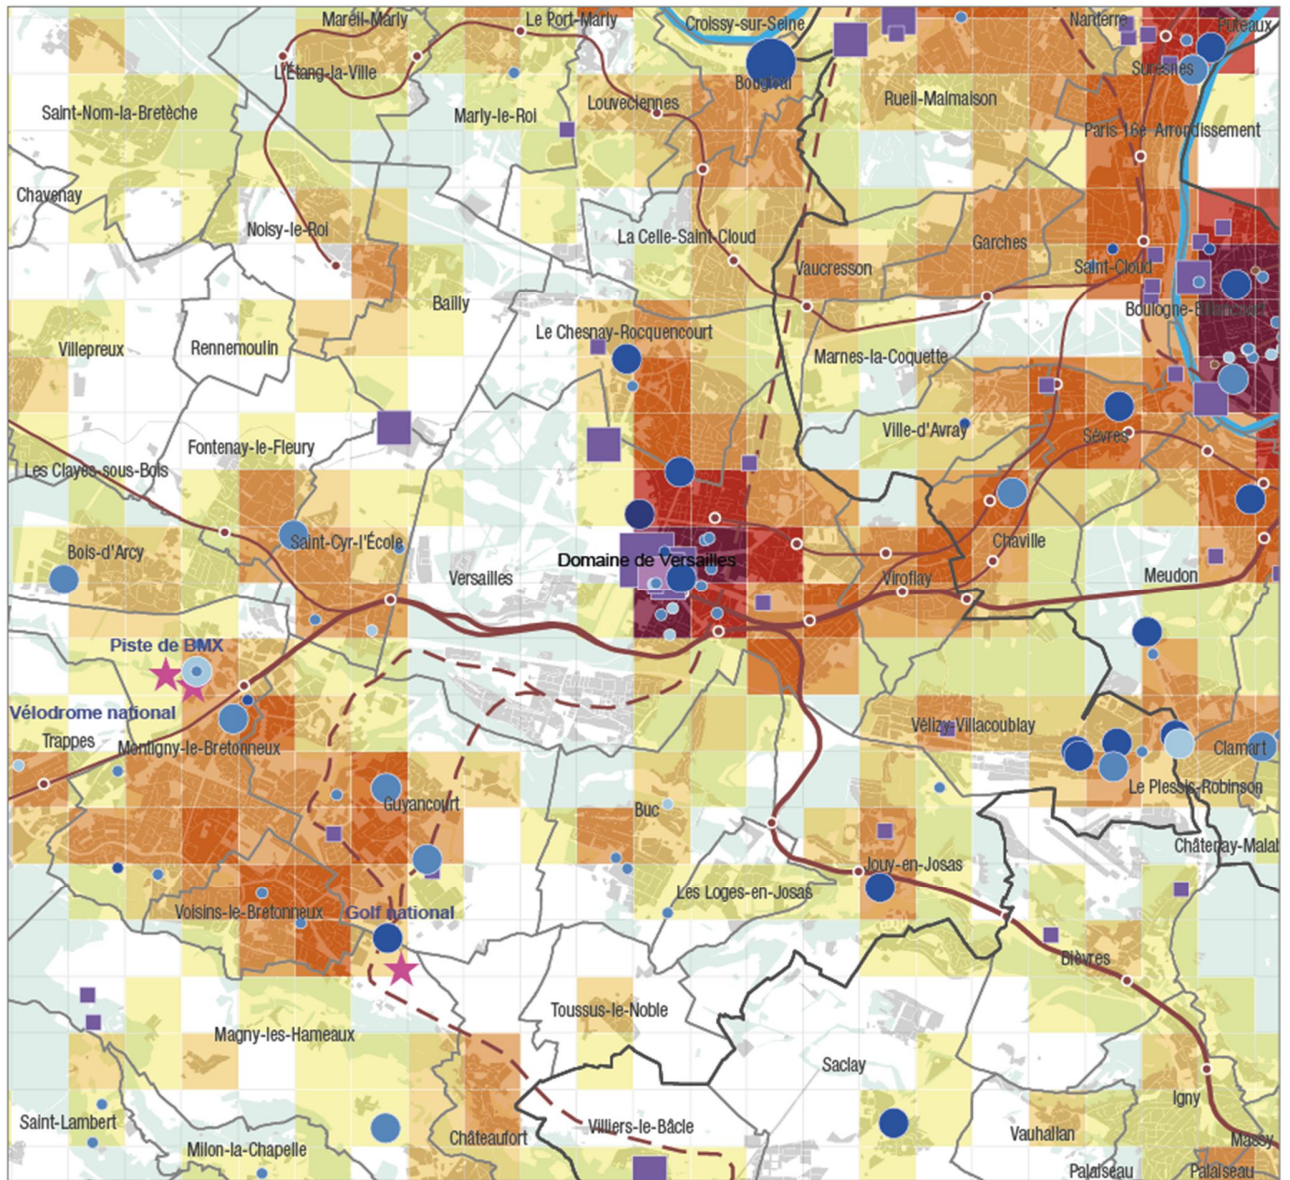 Mareil-Marly
Le Port-Marly
Croissy-sur-Seine
Nanterre
Puteaux
L'Étang-la-Ville
Bougival
Suresnes
Saint-Nom-la-Bretèche
Marly-le-Roi
Louveciennes
Rueil-Malmaison
Paris 16e Arrondissement
Chavenay
Noisy-le-Roi
La Celle-Saint-Cloud
Vaucresson
Garches
Saint-Cloud
Bailly
Boulogne-Billancourt
Villepreux
Rennemoulin
Le Chesnay-Rocquencourt
Marnes-la-Coquette
Fontenay-le-Fleury
Ville-d'Avray
Sèvres
Les Clayes-sous-Bois
Bois-d'Arcy
Saint-Cyr-l'École
Versailles
Domaine de Versailles
Viroflay
Chaville
Meudon
Piste de BMX
Vélodrome national
Trappes
Montigny-le-Bretonneux
Vélizy-Villacoublay
Clamart
Guyancourt
Buc
Le Plessis-Robinson
Châtenay-Malab
Jouy-en-Josas
Les Loges-en-Josas
Voisins-le-Bretonneux
Golf national
Bièvres
Toussus-le-Noble
Magny-les-Hameaux
Saclay
Igny
Saint-Lambert
Milon-la-Chapelle
Châteaufort
Villiers-le-Bâcle
Vauhallan
Massy
Palaiseau
Palaiseau